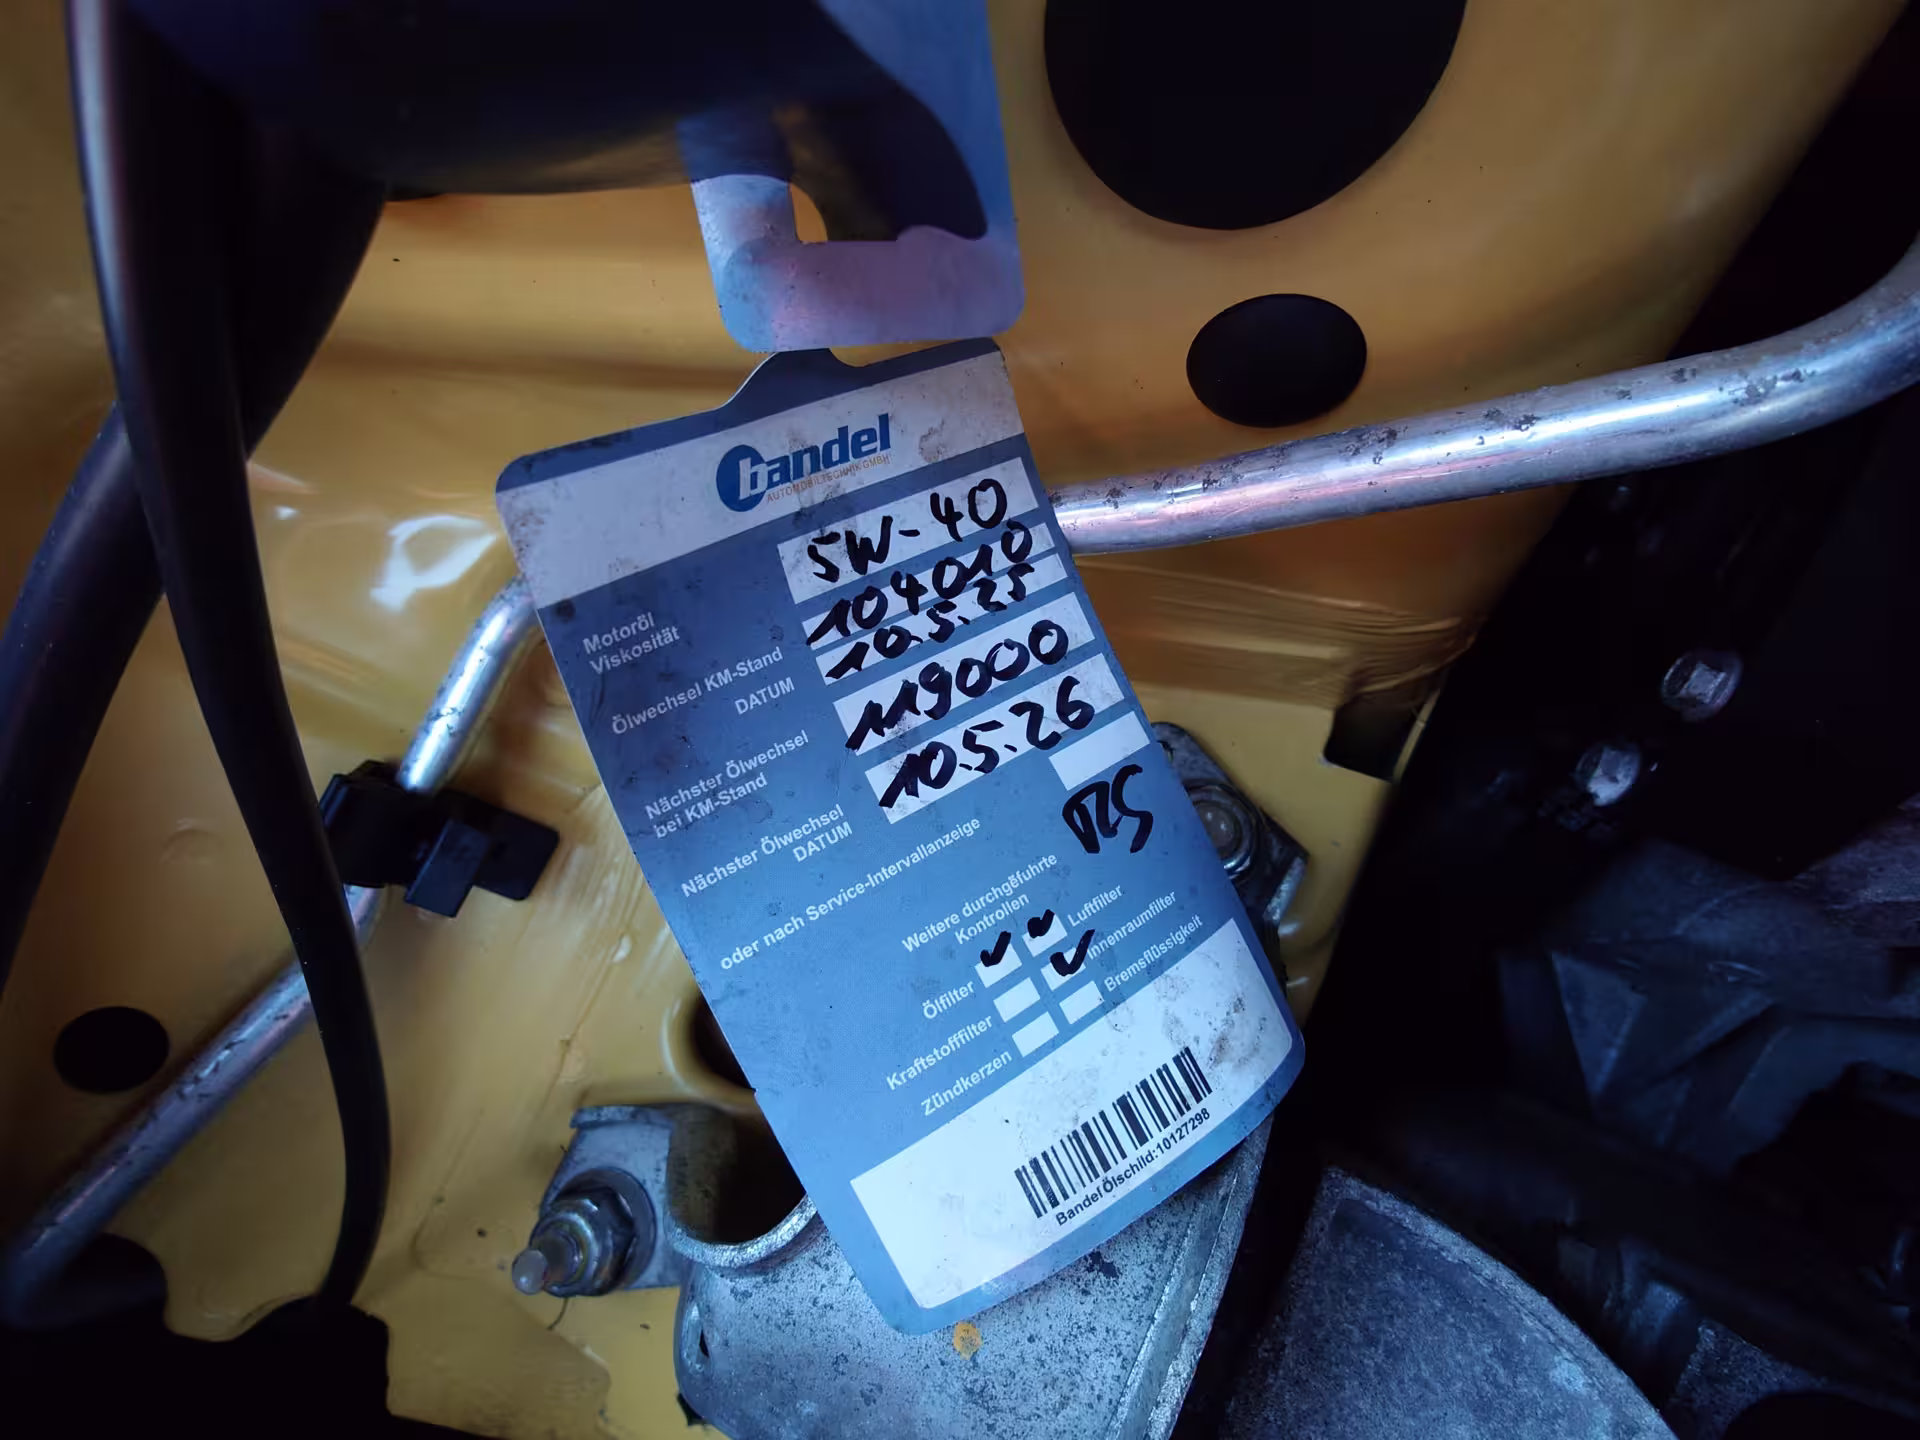 bandel
AUTOMOBILTECHNIK GMBH
Motoröl
Viskosität
5W-40
Ölwechsel KM-Stand
104010
DATUM
10.5.25
Nächster Ölwechsel
bei KM-Stand
119000
Nächster Ölwechsel
DATUM
10.5.26
oder nach Service-Intervallanzeige
Weitere durchgeführte
Kontrollen
Ölfilter ✓ ✓ Luftfilter
Kraftstofffilter ✓ Innenraumfilter
Zündkerzen Bremsflüssigkeit
Bandel Ölschild:10127298